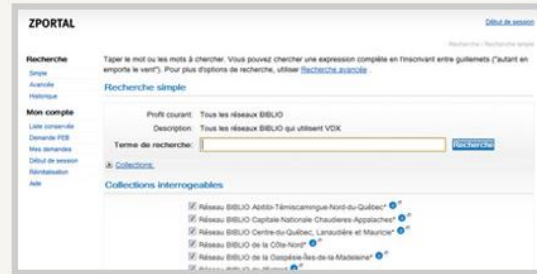 ZPORTAL
Début de session
Recherche / Recherche simple
Recherche
Simple
Avancée
Historique
Mon compte
Liste conservée
Demande PEB
Mes demandes
Début de session
Réinitialisation
Aide
Taper le mot ou les mots à chercher. Vous pouvez chercher une expression complète en l'inscrivant entre guillemets ("autant en
emporte le vent"). Pour plus d'options de recherche, utiliser Recherche avancée .
Recherche simple
Profil courant: Tous les réseaux BIBLIO
Description: Tous les réseaux BIBLIO qui utilisent VDX
Terme de recherche:
Recherche
Collections:
Collections interrogeables
Réseau BIBLIO Abitibi-Témiscamingue-Nord-du-Québec*
Réseau BIBLIO Capitale-Nationale Chaudieres-Appalaches*
Réseau BIBLIO Centre-du-Québec, Lanaudière et Mauricie*
Réseau BIBLIO de la Côte-Nord*
Réseau BIBLIO de la Gaspésie-Îles-de-la-Madeleine*